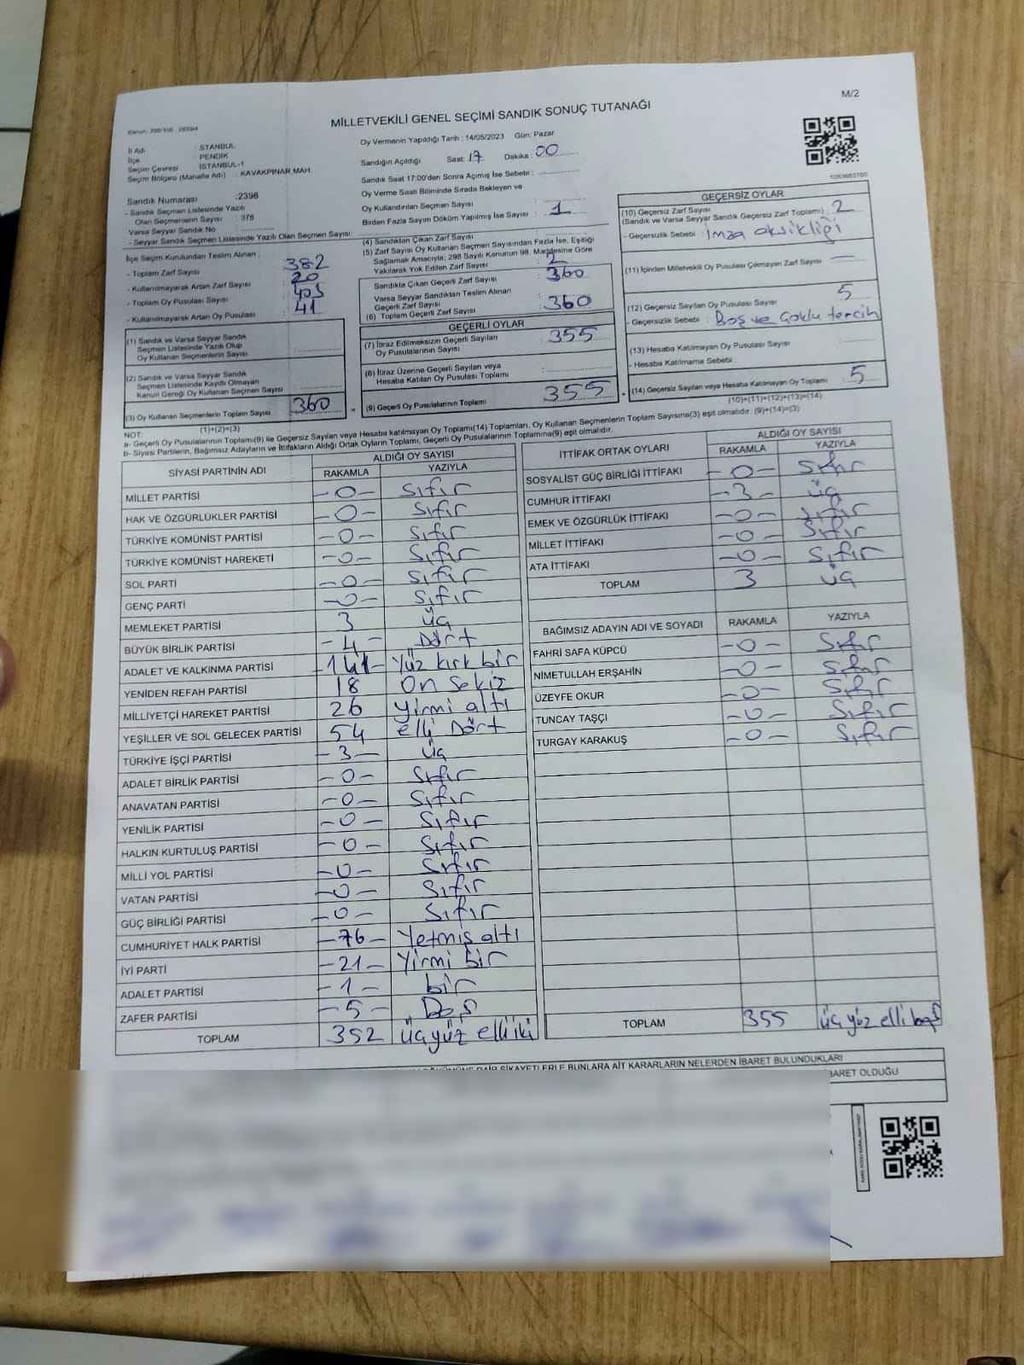 M/2
MİLLETVEKİLİ GENEL SEÇİMİ SANDIK SONUÇ TUTANAĞI
İl Adı : İSTANBUL
İlçe : PENDİK
Seçim Çevresi : İSTANBUL-1
Seçim Bölgesi (Mahalle Adı) : KAVAKPINAR MAH.
Sandık Numarası :2396
- Sandık Seçmen Listesinde Yazılı
Olan Seçmenlerin Sayısı : 378
Varsa Seyyar Sandık No
- Seyyar Sandık Seçmen Listesinde Yazılı Olan Seçmen Sayısı
İlçe Seçim Kurulundan Teslim Alınan :
- Toplam Zarf Sayısı : 382
- Kullanılmayarak Artan Zarf Sayısı : 20
- Toplam Oy Pusulası Sayısı :
- Kullanılmayarak Artan Oy Pusulası : 41
(1) Sandık ve Varsa Seyyar Sandık
Seçmen Listesinde Yazılı Olup
Oy Kullanan Seçmenlerin Sayısı
(2) Sandık ve Varsa Seyyar Sandık
Seçmen Listesinde Kaydı Olmayan
Kanun Gereği Oy Kullanan Seçmen Sayısı
(3) Oy Kullanan Seçmenlerin Toplam Sayısı 360
(1)+(2)=(3)
Oy Vermenin Yapıldığı Tarih : 14/05/2023 Gün: Pazar
Sandığın Açıldığı Saat: 17 Dakika : 00
Sandık Saat 17:00'den Sonra Açımış İse Sebebi :
Oy Verme Saati Bitiminde Sırada Bekleyen ve
Oy Kullandırılan Seçmen Sayısı :
Birden Fazla Sayım Döküm Yapılmış İse Sayısı : 1
(4) Sandıktan Çıkan Zarf Sayısı :
(5) Zarf Sayısı Oy Kullanan Seçmen Sayısından Fazla İse, Eşitliği
Sağlamak Amacıyla; 298 Sayılı Kanunun 98. Maddesine Göre
Yakılarak Yok Edilen Zarf Sayısı : 2
Sandıkta Çıkan Geçerli Zarf Sayısı : 360
Varsa Seyyar Sandıktan Teslim Alınan
Geçerli Zarf Sayısı :
(6) Toplam Geçerli Zarf Sayısı : 360
GEÇERLİ OYLAR
(7) İtiraz Edilmeksizin Geçerli Sayılan
Oy Pusulalarının Sayısı : 355
(8) İtiraz Üzerine Geçerli Sayılan veya
Hesaba Katılan Oy Pusulası Toplamı
(9) Geçerli Oy Pusulalarının Toplamı 355
GEÇERSİZ OYLAR
(10) Geçersiz Zarf Sayısı
(Sandık ve Varsa Seyyar Sandık Geçersiz Zarf Toplamı) : 2
- Geçersizlik Sebebi : İmza eksikliği
(11) İçinden Milletvekili Oy Pusulası Çıkmayan Zarf Sayısı —
(12) Geçersiz Sayılan Oy Pusulası Sayısı : 5
- Geçersizlik Sebebi : Boş ve Çoklu tercih
(13) Hesaba Katılmayan Oy Pusulası Sayısı
- Hesaba Katılmama Sebebi :
(14) Geçersiz Sayılan veya Hesaba Katılmayan Oy Toplamı : 5
(10)+(11)+(12)+(13)=(14)
NOT:
a- Geçerli Oy Pusulalarının Toplamı(9) ile Geçersiz Sayılan veya Hesaba Katılmayan Oy Toplamı(14) Toplamları, Oy Kullanan Seçmenlerin Toplam Sayısına(3) eşit olmalıdır. (9)+(14)=(3)
b- Siyasi Partilerin, Bağımsız Adayların ve İttifakların Aldığı Ortak Oyların Toplamı, Geçerli Oy Pusulalarının Toplamına(9) eşit olmalıdır.
SİYASİ PARTİNİN ADI ALDIĞI OY SAYISI
RAKAMLA YAZIYLA
MİLLET PARTİSİ -0- Sıfır
HAK VE ÖZGÜRLÜKLER PARTİSİ -0- Sıfır
TÜRKİYE KOMÜNİST PARTİSİ -0- Sıfır
TÜRKİYE KOMÜNİST HAREKETİ -0- Sıfır
SOL PARTİ -0- Sıfır
GENÇ PARTİ -0- Sıfır
MEMLEKET PARTİSİ 3 üç
BÜYÜK BİRLİK PARTİSİ -4- Dört
ADALET VE KALKINMA PARTİSİ -141- Yüz kırk bir
YENİDEN REFAH PARTİSİ 18 On Sekiz
MİLLİYETÇİ HAREKET PARTİSİ 26 yirmi altı
YEŞİLLER VE SOL GELECEK PARTİSİ 54 elli Dört
TÜRKİYE İŞÇİ PARTİSİ -3- üç
ADALET BİRLİK PARTİSİ -0- Sıfır
ANAVATAN PARTİSİ -0- Sıfır
YENİLİK PARTİSİ -0- Sıfır
HALKIN KURTULUŞ PARTİSİ -0- Sıfır
MİLLİ YOL PARTİSİ -0- Sıfır
VATAN PARTİSİ -0- Sıfır
GÜÇ BİRLİĞİ PARTİSİ -0- Sıfır
CUMHURİYET HALK PARTİSİ -76- Yetmiş altı
İYİ PARTİ -21- Yirmi bir
ADALET PARTİSİ -1- bir
ZAFER PARTİSİ -5- Beş
TOPLAM 352 üçyüz elli iki
İTTİFAK ORTAK OYLARI ALDIĞI OY SAYISI
RAKAMLA YAZIYLA
SOSYALİST GÜÇ BİRLİĞİ İTTİFAKI -0- Sıfır
CUMHUR İTTİFAKI -3- üç
EMEK VE ÖZGÜRLÜK İTTİFAKI -0- Sıfır
MİLLET İTTİFAKI -0- Sıfır
ATA İTTİFAKI -0- Sıfır
TOPLAM 3 üç
BAĞIMSIZ ADAYIN ADI VE SOYADI RAKAMLA YAZIYLA
FAHRİ SAFA KÜPCÜ -0- Sıfır
NİMETULLAH ERŞAHİN -0- Sıfır
ÜZEYFE OKUR -0- Sıfır
TUNCAY TAŞÇI -0- Sıfır
TURGAY KARAKUŞ -0- Sıfır
TOPLAM 355 üçyüz elli beş
ŞİKAYETLERLE BUNLARA AİT KARARLARIN NELERDEN İBARET BULUNDUKLARI
İBARET OLDUĞU